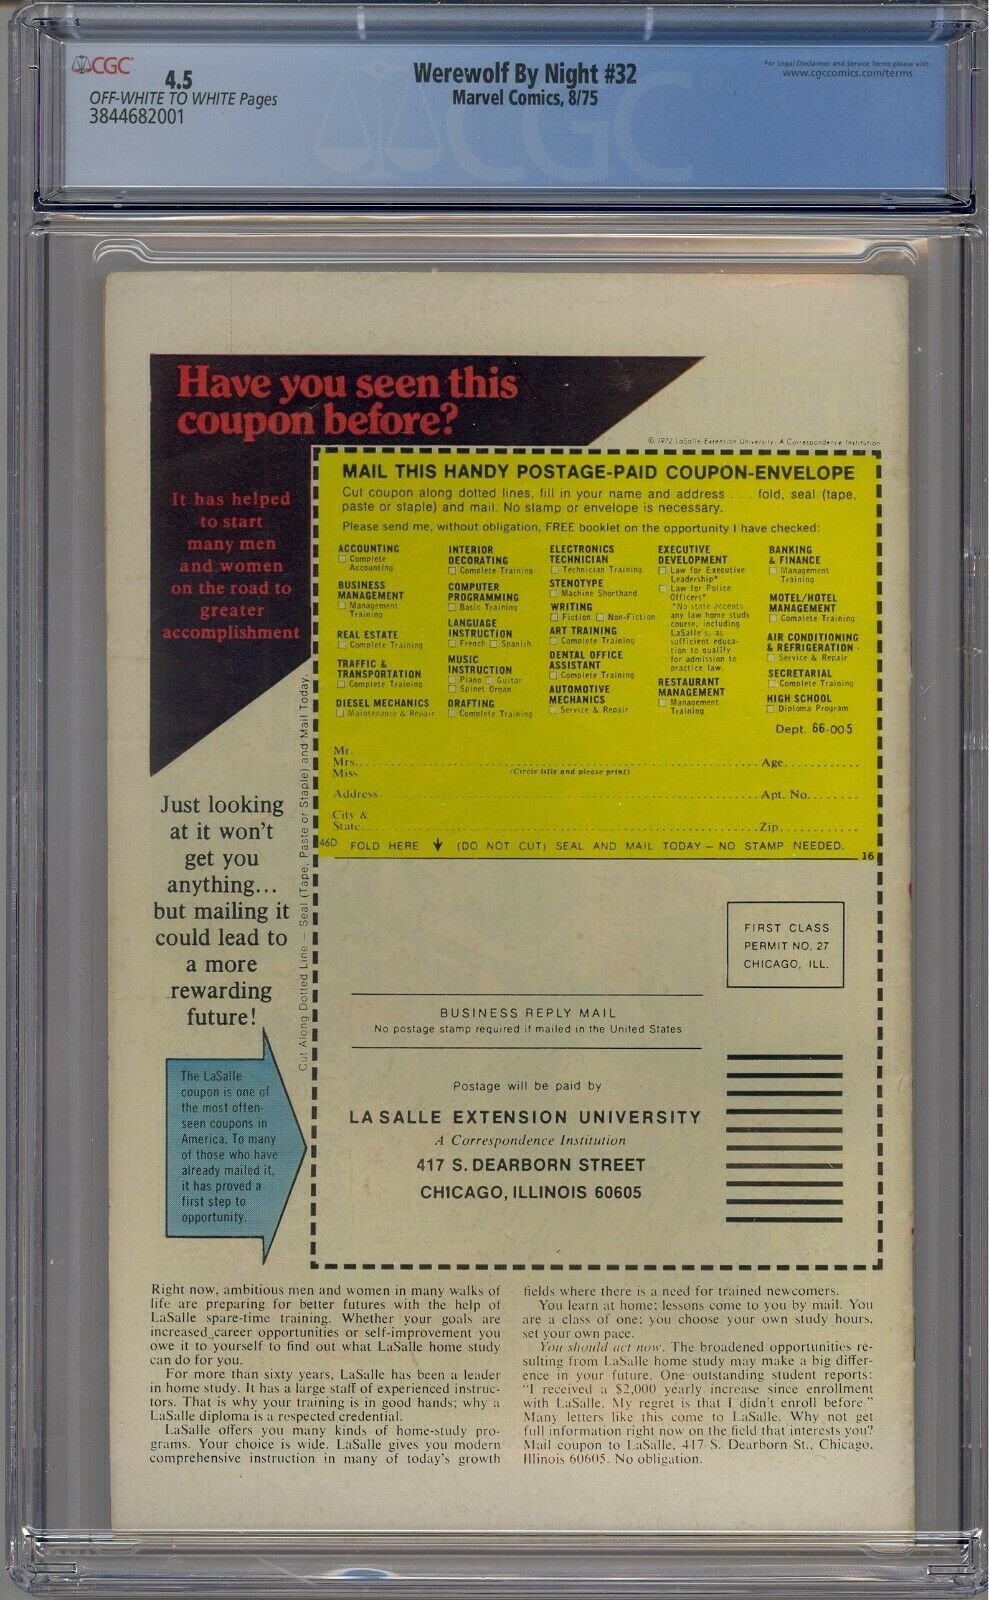 CGC
4.5
OFF-WHITE TO WHITE Pages
3844682001
Werewolf By Night #32
Marvel Comics, 8/75
For Legal Disclaimer and Service Terms please visit:
www.cgccomics.com/terms
CGC
Have you seen this
coupon before?
© 1972 LaSalle Extension University A Correspondence Institution
It has helped
to start
many men
and women
on the road to
greater
accomplishment
MAIL THIS HANDY POSTAGE-PAID COUPON-ENVELOPE
Cut coupon along dotted lines, fill in your name and address . . . fold, seal (tape,
paste or staple) and mail. No stamp or envelope is necessary.
Please send me, without obligation, FREE booklet on the opportunity I have checked:
ACCOUNTING
Complete
Accounting
BUSINESS
MANAGEMENT
Management
Training
REAL ESTATE
Complete Training
TRAFFIC &
TRANSPORTATION
Complete Training
DIESEL MECHANICS
Maintenance & Repair
INTERIOR
DECORATING
Complete Training
COMPUTER
PROGRAMMING
Basic Training
LANGUAGE
INSTRUCTION
French Spanish
MUSIC
INSTRUCTION
Piano Guitar
Spinet Organ
DRAFTING
Complete Training
ELECTRONICS
TECHNICIAN
Technician Training
STENOTYPE
Machine Shorthand
WRITING
Fiction Non-Fiction
ART TRAINING
Complete Training
DENTAL OFFICE
ASSISTANT
Complete Training
AUTOMOTIVE
MECHANICS
Service & Repair
EXECUTIVE
DEVELOPMENT
Law for Executive
Leadership*
Law for Police
Officers*
*No state accepts
any law home study
course, including
LaSalle's, as
sufficient educa-
tion to qualify
for admission to
practice law.
RESTAURANT
MANAGEMENT
Management
Training
BANKING
& FINANCE
Management
Training
MOTEL/HOTEL
MANAGEMENT
Complete Training
AIR CONDITIONING
& REFRIGERATION
Service & Repair
SECRETARIAL
Complete Training
HIGH SCHOOL
Diploma Program
Dept. 66-005
Mr.
Mrs. Age
Miss (Circle title and please print)
Address Apt. No.
City &
State Zip
46D FOLD HERE (DO NOT CUT) SEAL AND MAIL TODAY — NO STAMP NEEDED.
16
Cut Along Dotted Line — Seal (Tape, Paste or Staple) and Mail Today.
Just looking
at it won't
get you
anything...
but mailing it
could lead to
a more
rewarding
future!
The LaSalle
coupon is one of
the most often-
seen coupons in
America. To many
of those who have
already mailed it,
it has proved a
first step to
opportunity.
FIRST CLASS
PERMIT NO. 27
CHICAGO, ILL.
BUSINESS REPLY MAIL
No postage stamp required if mailed in the United States
Postage will be paid by
LA SALLE EXTENSION UNIVERSITY
A Correspondence Institution
417 S. DEARBORN STREET
CHICAGO, ILLINOIS 60605
Right now, ambitious men and women in many walks of
life are preparing for better futures with the help of
LaSalle spare-time training. Whether your goals are
increased career opportunities or self-improvement you
owe it to yourself to find out what LaSalle home study
can do for you.
For more than sixty years, LaSalle has been a leader
in home study. It has a large staff of experienced instruc-
tors. That is why your training is in good hands; why a
LaSalle diploma is a respected credential.
LaSalle offers you many kinds of home-study pro-
grams. Your choice is wide. LaSalle gives you modern
comprehensive instruction in many of today's growth
fields where there is a need for trained newcomers.
You learn at home; lessons come to you by mail. You
are a class of one; you choose your own study hours,
set your own pace.
You should act now. The broadened opportunities re-
sulting from LaSalle home study may make a big differ-
ence in your future. One outstanding student reports:
"I received a $2,000 yearly increase since enrollment
with LaSalle. My regret is that I didn't enroll before."
Many letters like this come to LaSalle. Why not get
full information right now on the field that interests you?
Mail coupon to LaSalle, 417 S. Dearborn St., Chicago,
Illinois 60605. No obligation.